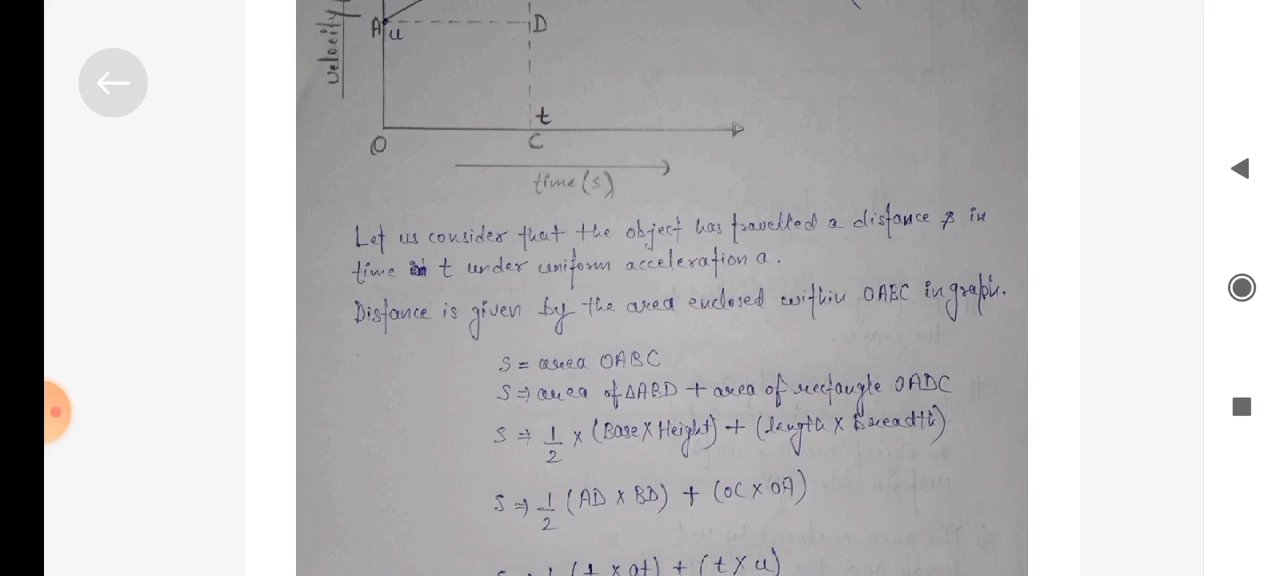 velocity
A u D
t
O C
time (s)
Let us consider that the object has travelled a distance s in
time t under uniform acceleration a.
Distance is given by the area enclosed within OABC in graph.
S = area OABC
S ⇒ area of ΔABD + area of rectangle OADC
S ⇒ 1/2 × (Base × Height) + (length × Breadth)
S ⇒ 1/2 (AD × BD) + (OC × OA)
(t × at) + (t × u)